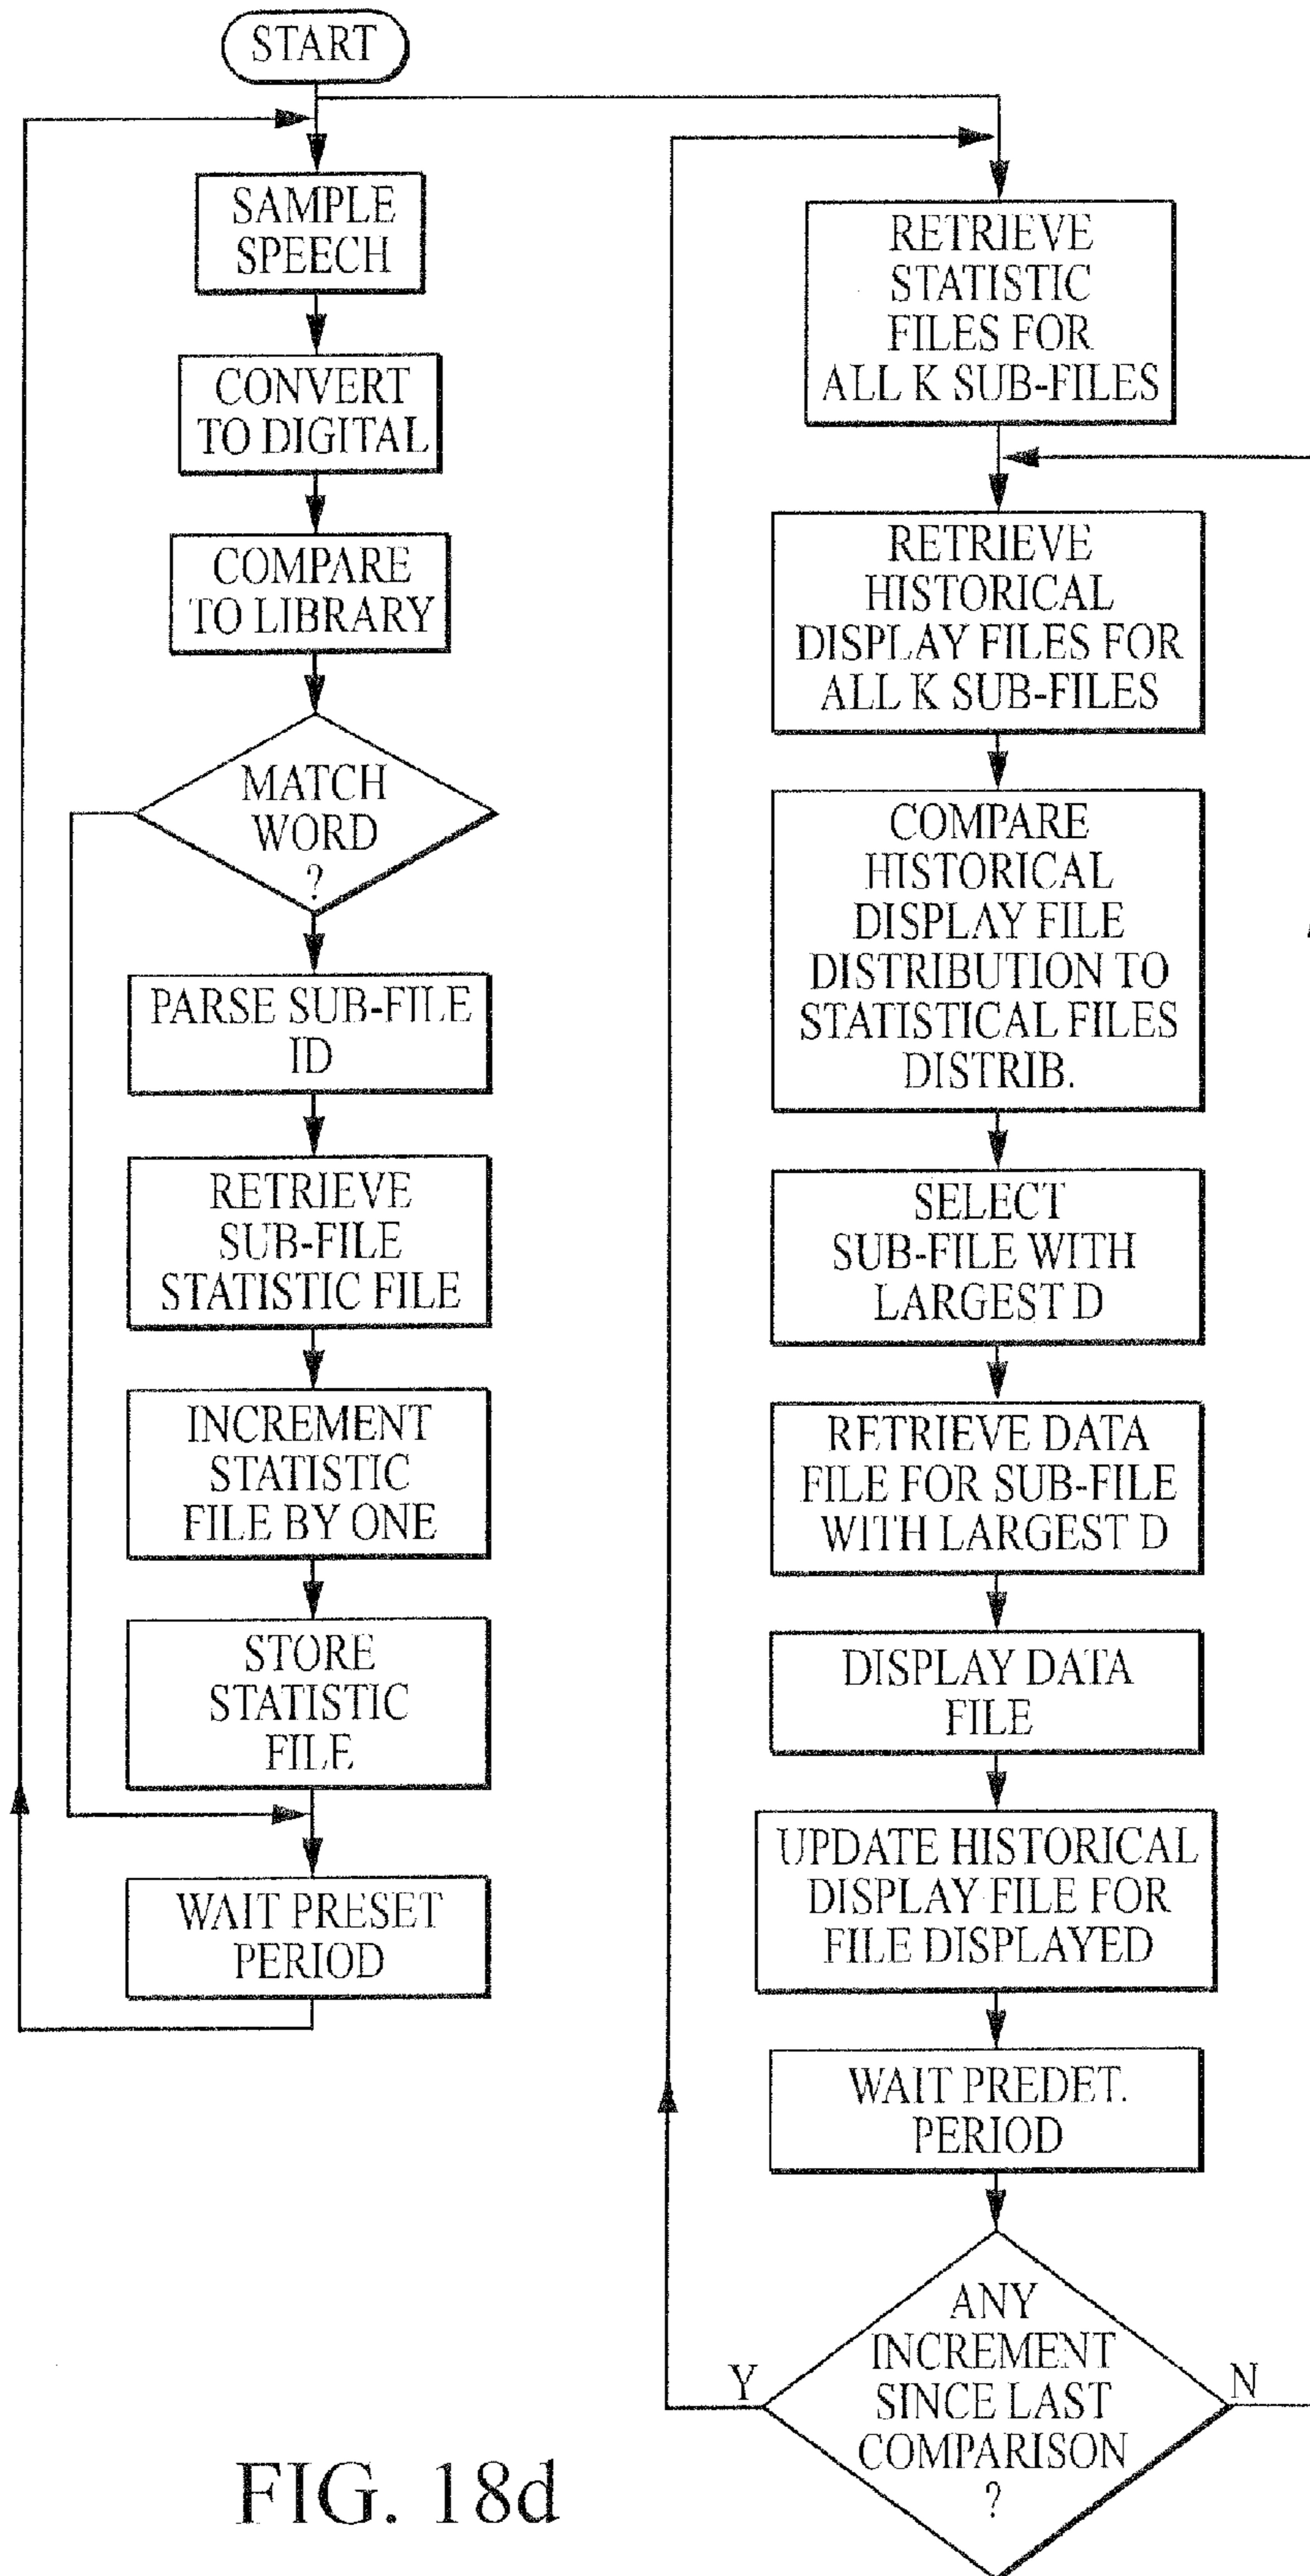 START
SAMPLE
SPEECH
CONVERT
TO DIGITAL
COMPARE
TO LIBRARY
MATCH
WORD
?
PARSE SUB-FILE
ID
RETRIEVE
SUB-FILE
STATISTIC FILE
INCREMENT
STATISTIC
FILE BY ONE
STORE
STATISTIC
FILE
WAIT PRESET
PERIOD
RETRIEVE
STATISTIC
FILES FOR
ALL K SUB-FILES
RETRIEVE
HISTORICAL
DISPLAY FILES FOR
ALL K SUB-FILES
COMPARE
HISTORICAL
DISPLAY FILE
DISTRIBUTION TO
STATISTICAL FILES
DISTRIB.
SELECT
SUB-FILE WITH
LARGEST D
RETRIEVE DATA
FILE FOR SUB-FILE
WITH LARGEST D
DISPLAY DATA
FILE
UPDATE HISTORICAL
DISPLAY FILE FOR
FILE DISPLAYED
WAIT PREDET.
PERIOD
ANY
INCREMENT
SINCE LAST
COMPARISON
?
Y
N
FIG. 18d